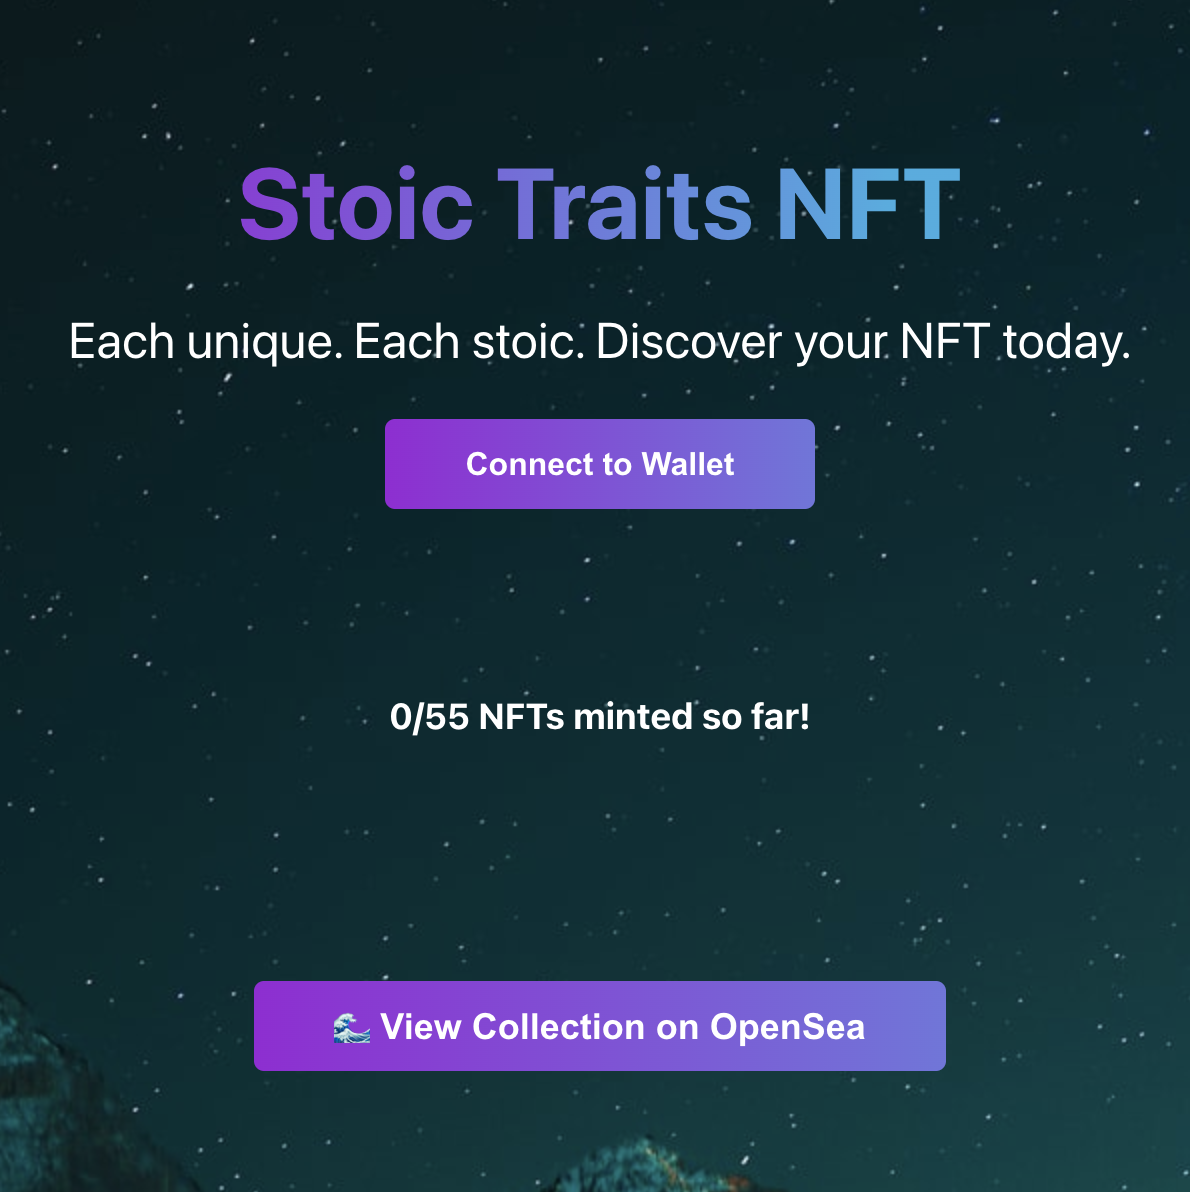 Stoic Traits NFT
Each unique. Each stoic. Discover your NFT today.
Connect to Wallet
0/55 NFTs minted so far!
🌊 View Collection on OpenSea